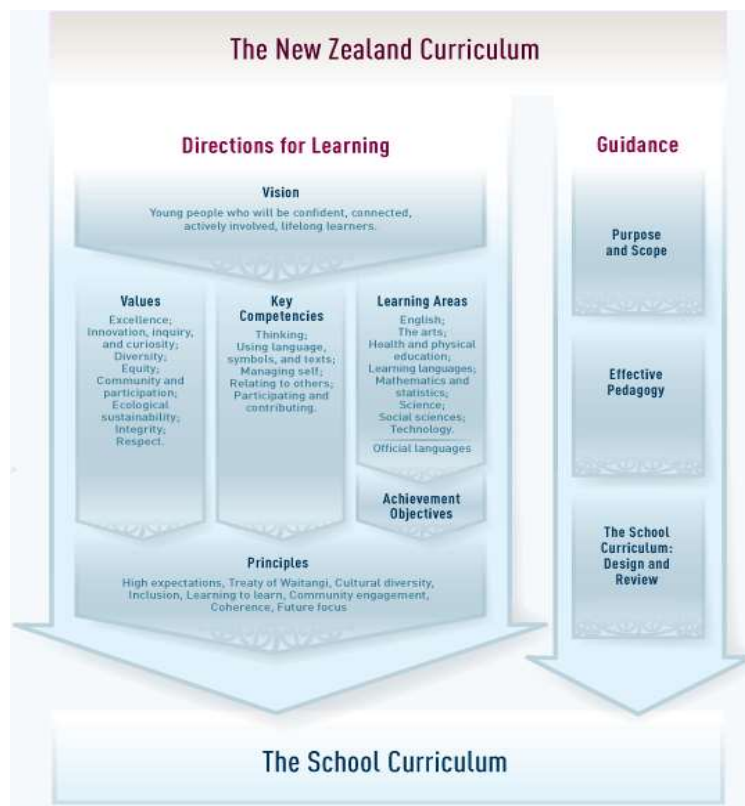 The New Zealand Curriculum
Directions for Learning
Vision
Young people who will be confident, connected,
actively involved, lifelong learners.
Values
Excellence;
Innovation, inquiry,
and curiosity;
Diversity;
Equity;
Community and
participation;
Ecological
sustainability;
Integrity;
Respect.
Key
Competencies
Thinking;
Using language,
symbols, and texts;
Managing self;
Relating to others;
Participating and
contributing.
Learning Areas
English;
The arts;
Health and physical
education;
Learning languages;
Mathematics and
statistics;
Science;
Social sciences;
Technology.
Official languages
Achievement
Objectives
Principles
High expectations, Treaty of Waitangi, Cultural diversity,
Inclusion, Learning to learn, Community engagement,
Coherence, Future focus
Guidance
Purpose
and Scope
Effective
Pedagogy
The School
Curriculum:
Design and
Review
The School Curriculum